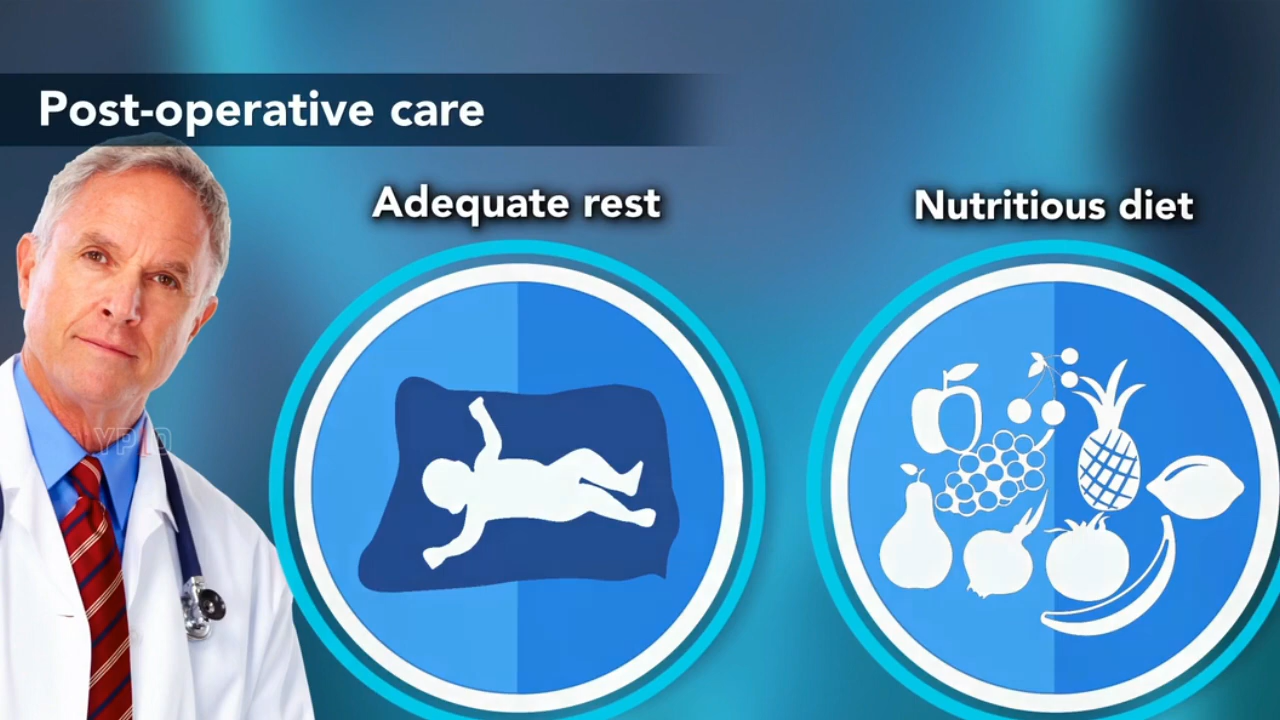 Post-operative care
Adequate rest
Nutritious diet